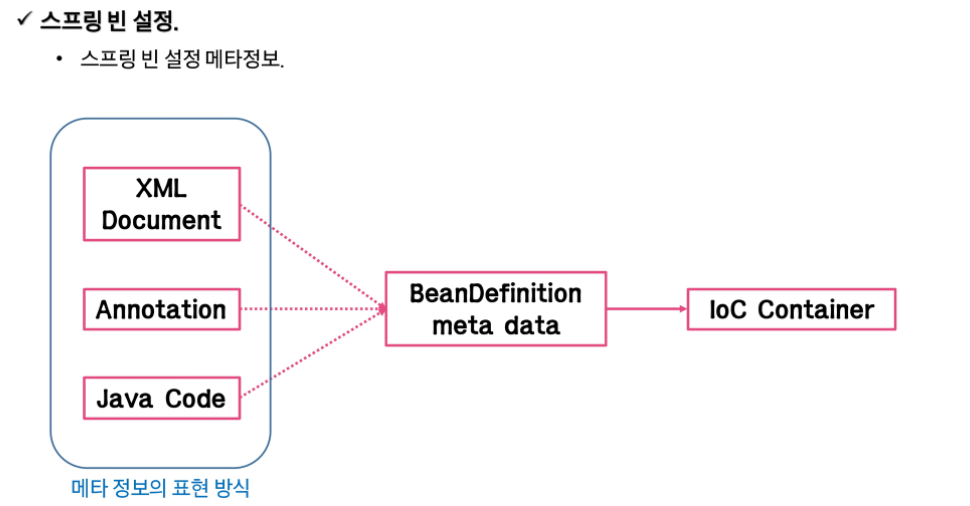 ✓ 스프링 빈 설정.
• 스프링 빈 설정 메타정보.
XML
Document
Annotation
Java Code
BeanDefinition
meta data
IoC Container
메타 정보의 표현 방식